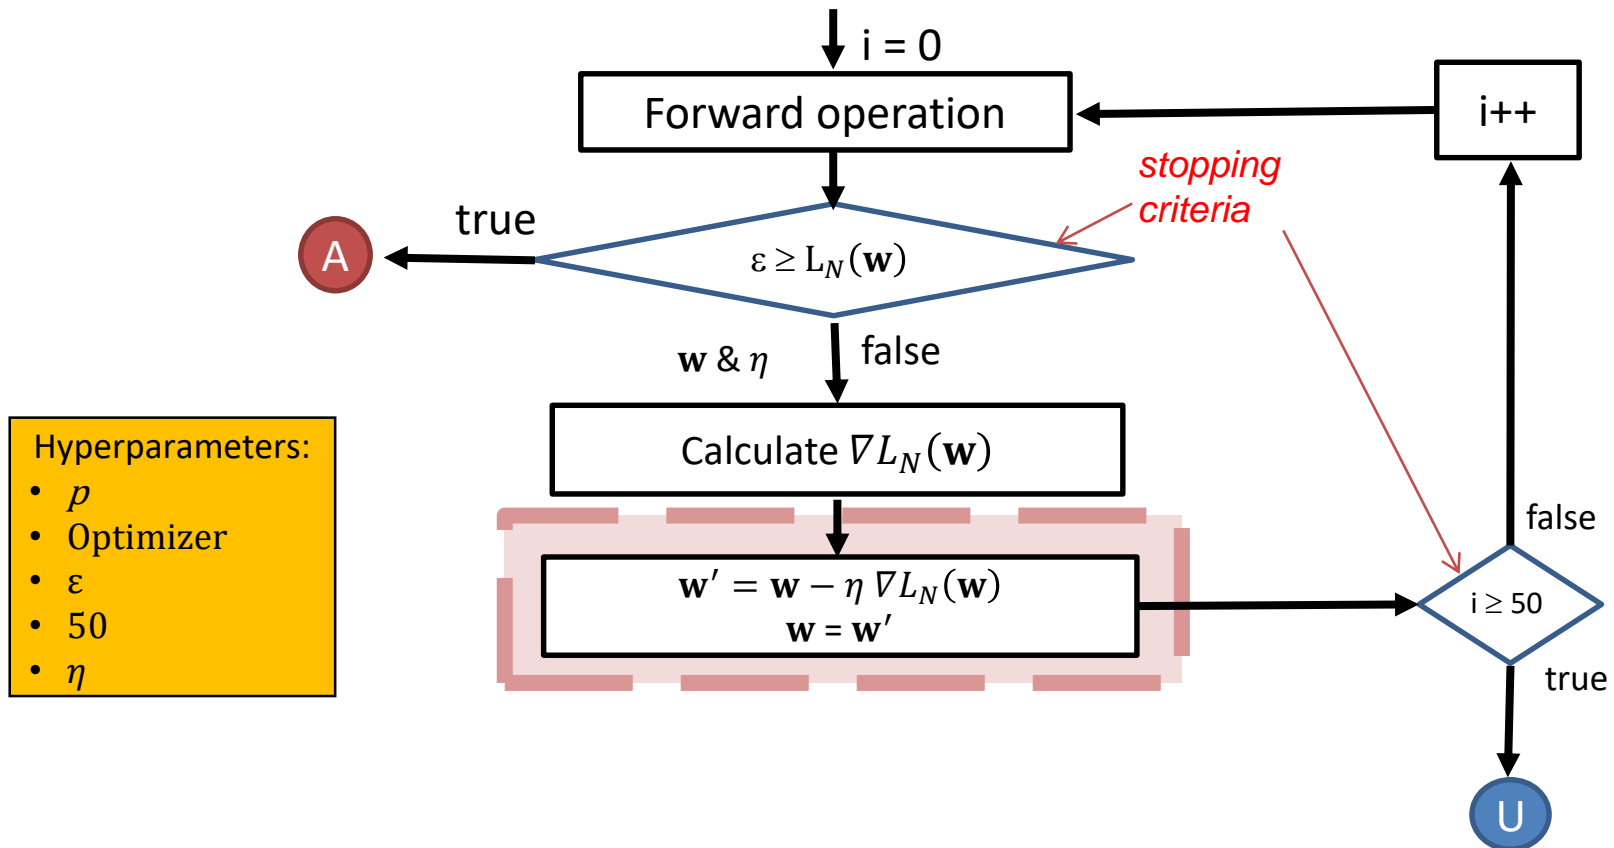 i = 0
Forward operation
i++
stopping
criteria
true
A
ε ≥ L_N(𝐰)
𝐰 & η
false
Calculate ∇L_N(𝐰)
Hyperparameters:
• p
• Optimizer
• ε
• 50
• η
𝐰′ = 𝐰 − η ∇L_N(𝐰)
𝐰 = 𝐰′
false
i ≥ 50
true
U